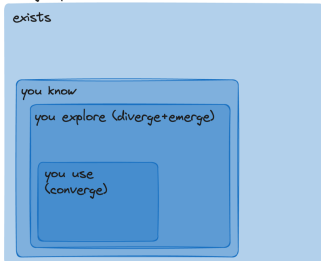 exists
you know
you explore (diverge+emerge)
you use
(converge)